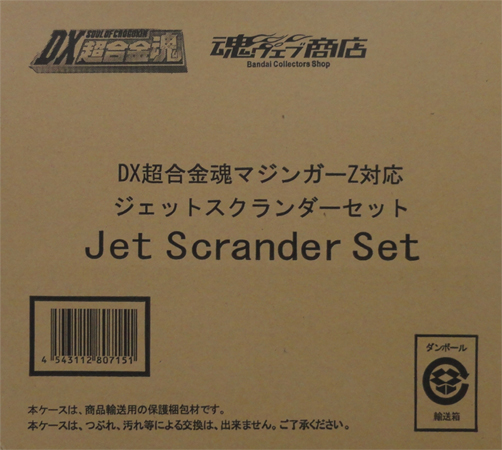 SOUL OF CHOGOKIN
DX超合金魂
魂ウェブ商店
Bandai Collectors Shop
DX超合金魂マジンガーZ対応
ジェットスクランダーセット
Jet Scrander Set
4 543112 807151
ダンボール
輸送箱
本ケースは、商品輸送用の保護梱包材です。
本ケースは、つぶれ、汚れ等による交換は、出来ません。ご了承ください。